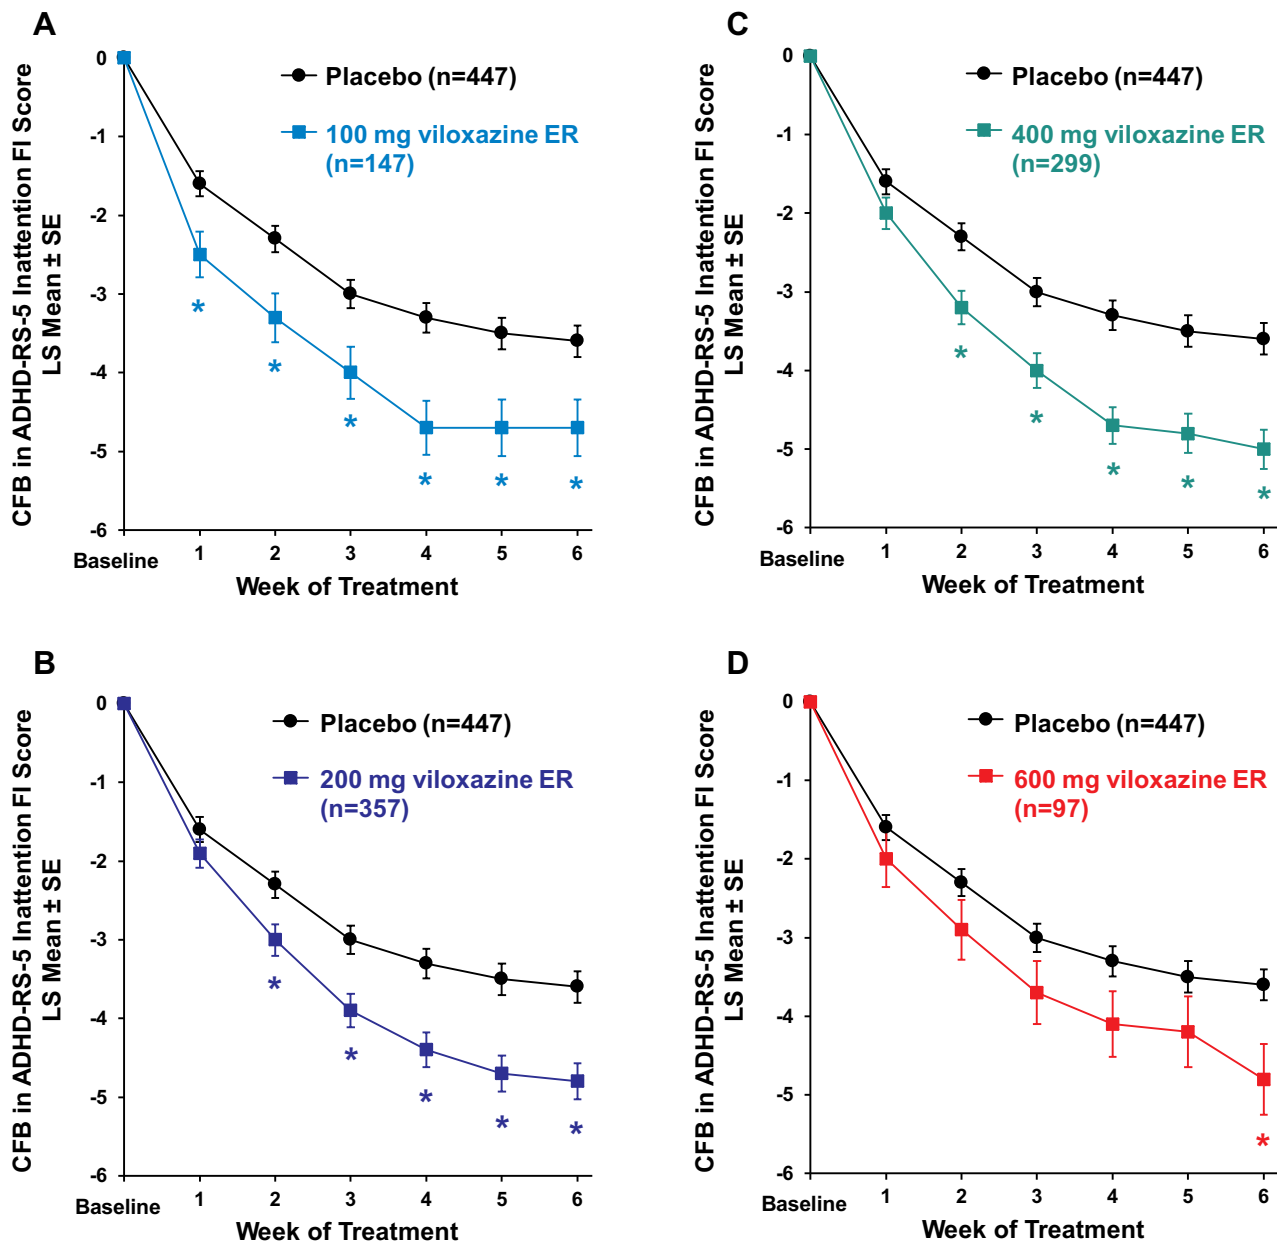 A
CFB in ADHD-RS-5 Inattention FI Score
LS Mean ± SE
0
-1
-2
-3
-4
-5
-6
Placebo (n=447)
100 mg viloxazine ER
(n=147)
*
*
*
*
*
*
Baseline
1
2
3
4
5
6
Week of Treatment
C
CFB in ADHD-RS-5 Inattention FI Score
LS Mean ± SE
0
-1
-2
-3
-4
-5
-6
Placebo (n=447)
400 mg viloxazine ER
(n=299)
*
*
*
*
*
Baseline
1
2
3
4
5
6
Week of Treatment
B
CFB in ADHD-RS-5 Inattention FI Score
LS Mean ± SE
0
-1
-2
-3
-4
-5
-6
Placebo (n=447)
200 mg viloxazine ER
(n=357)
*
*
*
*
*
Baseline
1
2
3
4
5
6
Week of Treatment
D
CFB in ADHD-RS-5 Inattention FI Score
LS Mean ± SE
0
-1
-2
-3
-4
-5
-6
Placebo (n=447)
600 mg viloxazine ER
(n=97)
*
Baseline
1
2
3
4
5
6
Week of Treatment